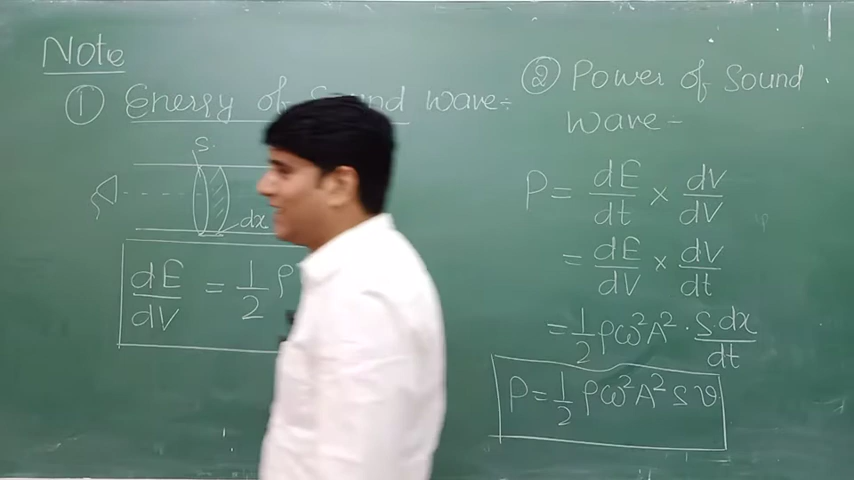 Note
① Energy of Sound wave:-
S.
dx
dE/dV = 1/2 ρ
② Power of Sound
wave:-
P = dE/dt × dV/dV
= dE/dV × dV/dt
= 1/2 ρω²A² · S dx/dt
P = 1/2 ρω²A² S v